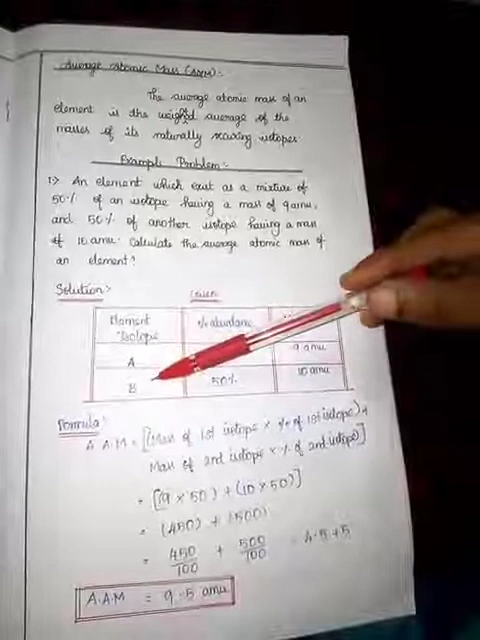 Average Atomic Mass (AAM):-
The average atomic mass of an
element is the weighted average of the
masses of its naturally occuring isotopes
Example Problem:-
1:> An element which exist as a mixture of
50% of an isotope having a mass of 9 amu,
and 50% of another isotope having a mass
of 10 amu. Calculate the average atomic mass of
an element?
Solution:> Given
Element Isotope % abundance
A 9 amu
B 50% 10 amu
Formula:
A.A.M = [(Mass of 1st isotope × % of 1st isotope) +
Mass of 2nd isotope × % of 2nd isotope)]
= [(9 × 50) + (10 × 50)]
= (450) + (500)
= 450/100 + 500/100 = 4.5 + 5
A.A.M = 9.5 amu